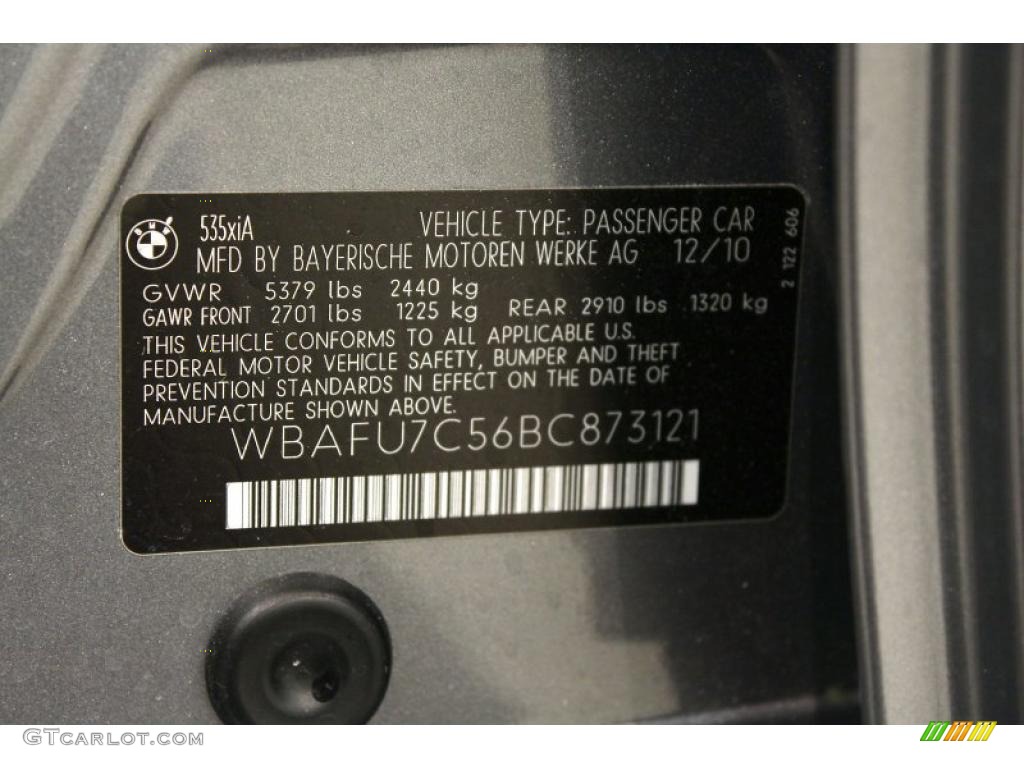 535xiA VEHICLE TYPE: PASSENGER CAR
MFD BY BAYERISCHE MOTOREN WERKE AG 12/10
GVWR 5379 lbs 2440 kg
GAWR FRONT 2701 lbs 1225 kg REAR 2910 lbs 1320 kg
THIS VEHICLE CONFORMS TO ALL APPLICABLE U.S.
FEDERAL MOTOR VEHICLE SAFETY, BUMPER AND THEFT
PREVENTION STANDARDS IN EFFECT ON THE DATE OF
MANUFACTURE SHOWN ABOVE.
WBAFU7C56BC873121
2 122 606
BMW
GTCARLOT.COM